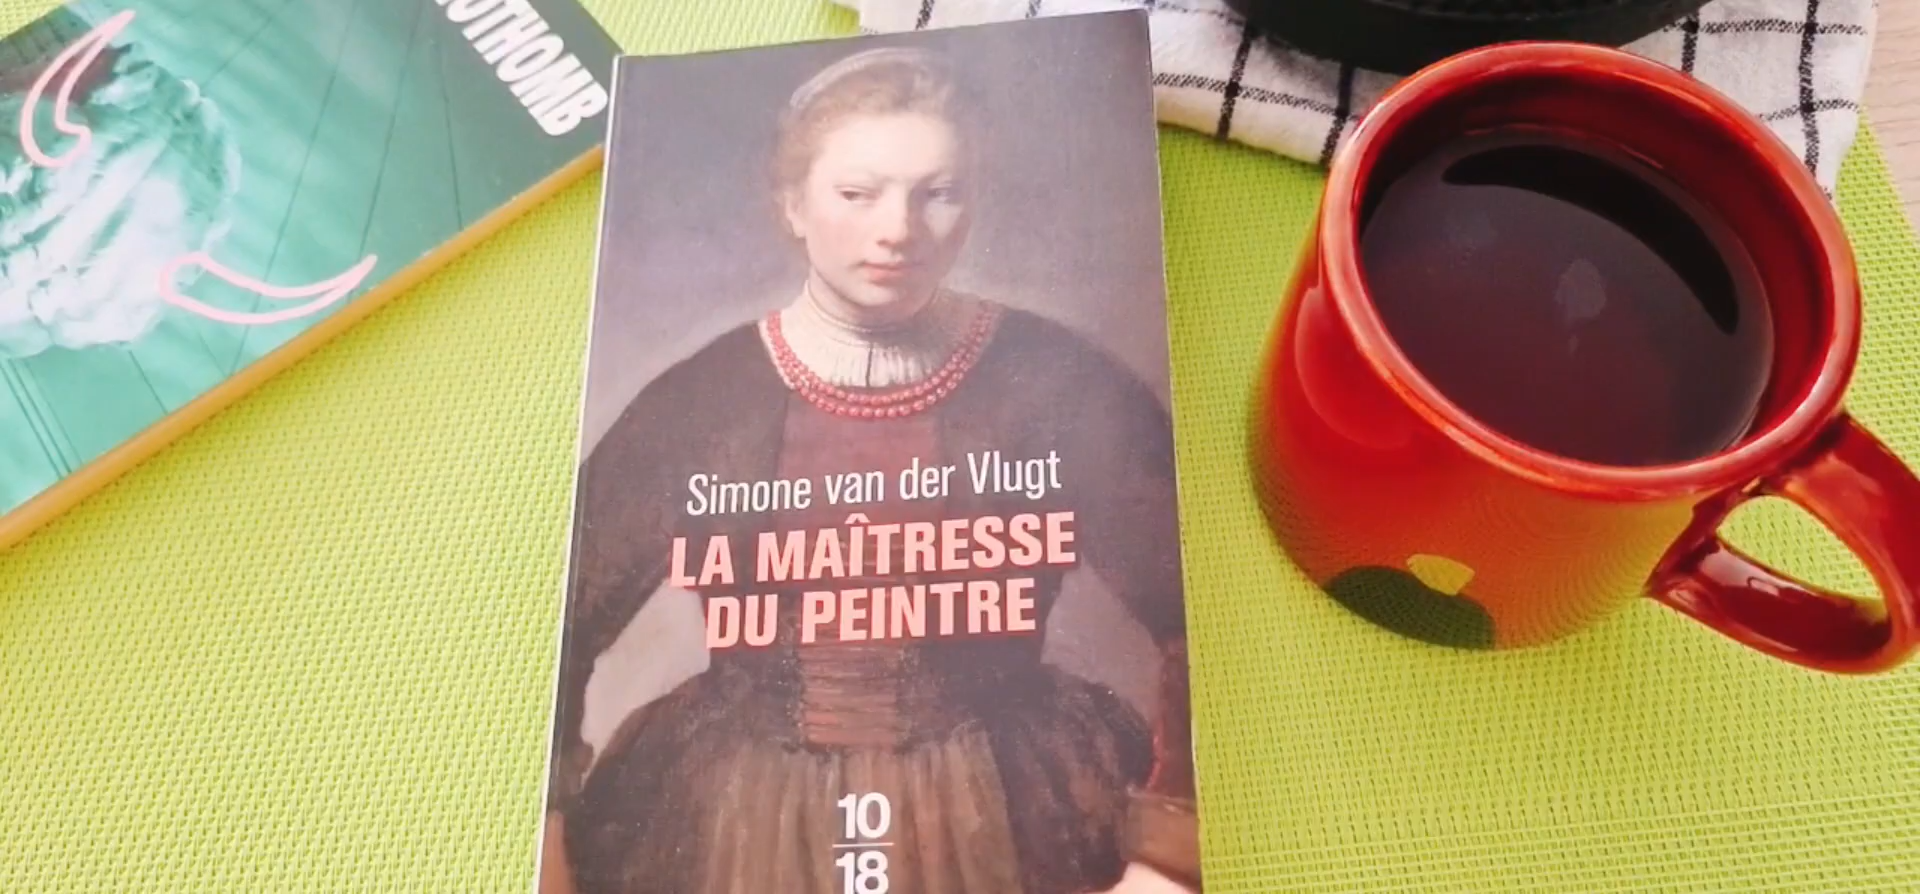 OTHOMB
Simone van der Vlugt
LA MAÎTRESSE
DU PEINTRE
10
18